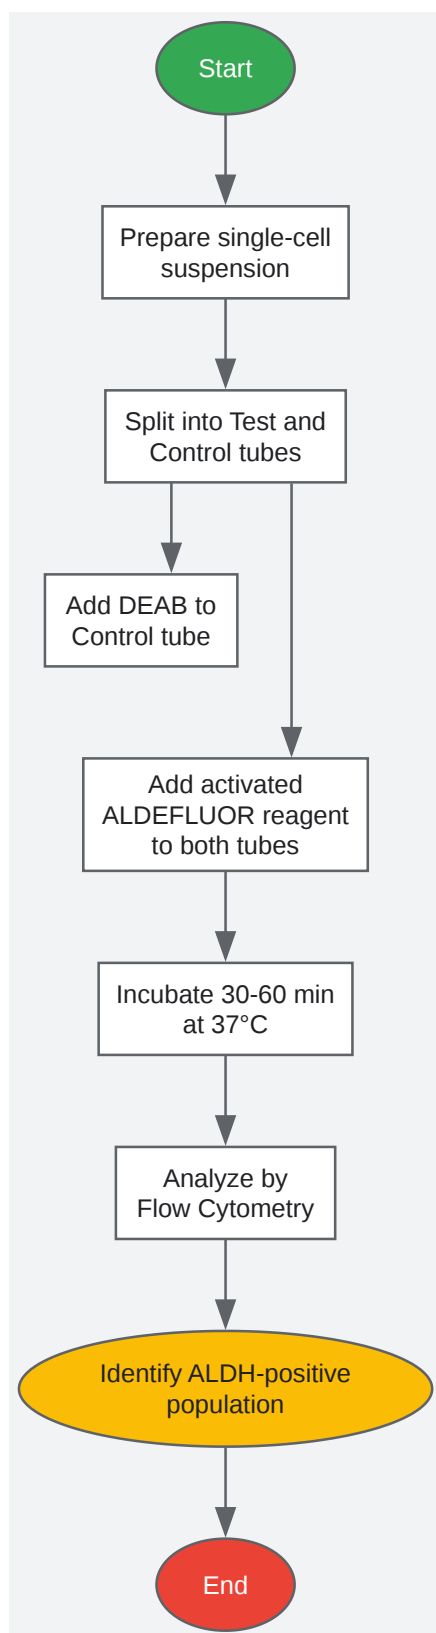 Start
Prepare single-cell
suspension
Split into Test and
Control tubes
Add DEAB to
Control tube
Add activated
ALDEFLUOR reagent
to both tubes
Incubate 30-60 min
at 37°C
Analyze by
Flow Cytometry
Identify ALDH-positive
population
End